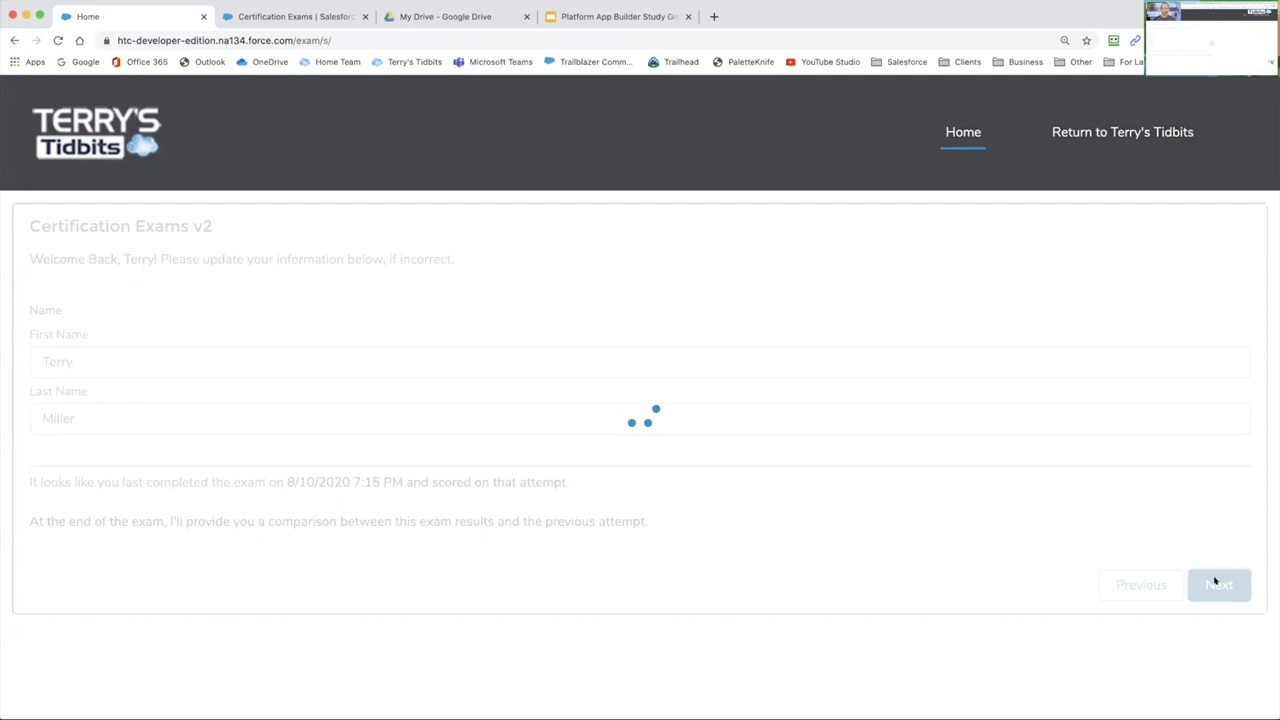 Home
Certification Exams | Salesfor
My Drive - Google Drive
Platform App Builder Study Gr
htc-developer-edition.na134.force.com/exam/s/
Apps
Google
Office 365
Outlook
OneDrive
Home Team
Terry's Tidbits
Microsoft Teams
Trailblazer Comm...
Trailhead
PaletteKnife
YouTube Studio
Salesforce
Clients
Business
Other
For La
TERRY'S
Tidbits
Home
Return to Terry's Tidbits
Certification Exams v2
Welcome Back, Terry! Please update your information below, if incorrect.
Name
First Name
Terry
Last Name
Miller
It looks like you last completed the exam on 8/10/2020 7:15 PM and scored on that attempt.
At the end of the exam, I'll provide you a comparison between this exam results and the previous attempt.
Previous
Next